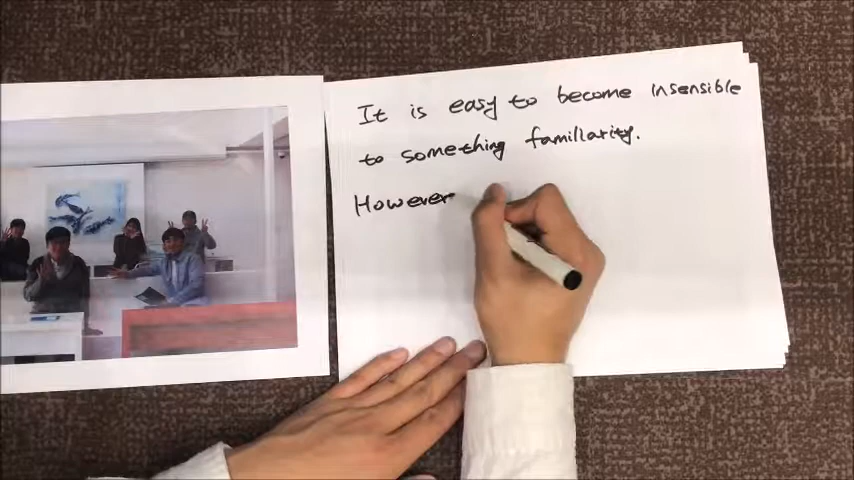 It is easy to become insensible
to something familiarity.
However